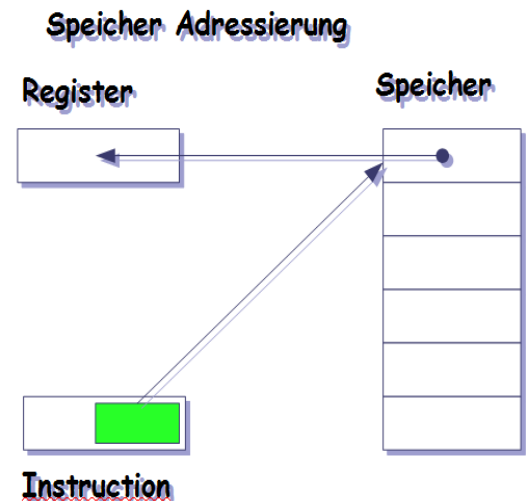 Speicher Adressierung
Register
Speicher
Instruction